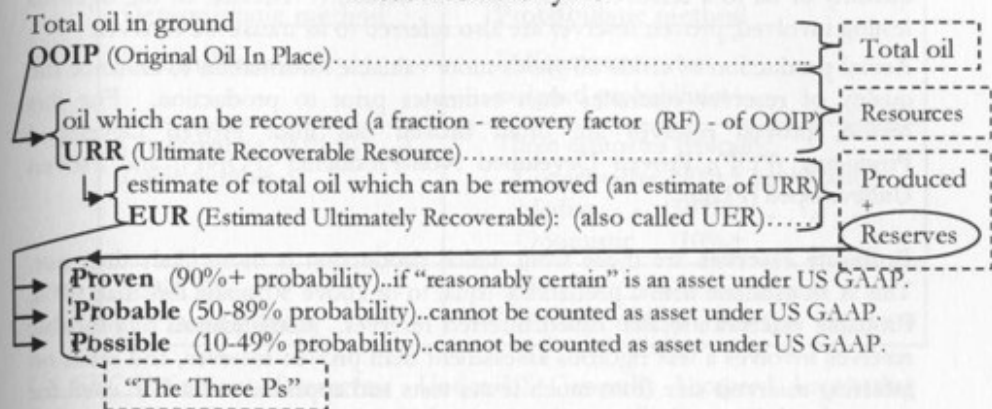 Total oil in ground
OOIP (Original Oil In Place)
Total oil
oil which can be recovered (a fraction - recovery factor (RF) - of OOIP)
URR (Ultimate Recoverable Resource)
Resources
estimate of total oil which can be removed (an estimate of URR)
EUR (Estimated Ultimately Recoverable): (also called UER)
Produced
+
Reserves
Proven (90%+ probability)..if "reasonably certain" is an asset under US GAAP.
Probable (50-89% probability)..cannot be counted as asset under US GAAP.
Possible (10-49% probability)..cannot be counted as asset under US GAAP.
"The Three Ps"